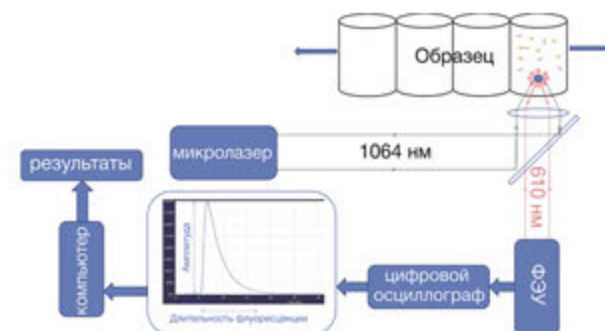 Образец
микролазер
1064 нм
610 нм
результаты
компьютер
Амплитуда
Длительность флуоресценции
цифровой
осциллограф
ФЭУ